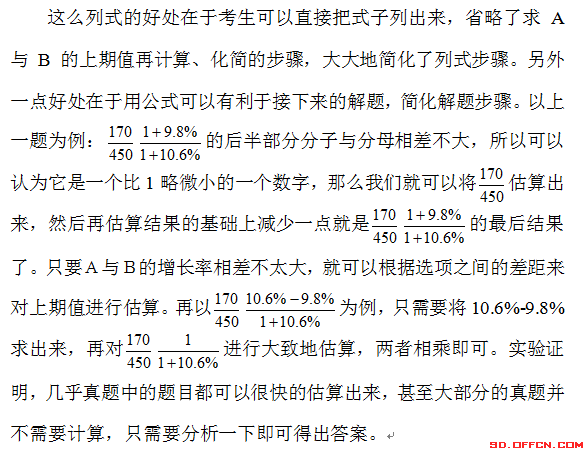 这么列式的好处在于考生可以直接把式子列出来，省略了求 A
与 B 的上期值再计算、化简的步骤，大大地简化了列式步骤。另外
一点好处在于用公式可以有利于接下来的解题，简化解题步骤。以上
一题为例：170/450 (1+9.8%)/(1+10.6%) 的后半部分分子与分母相差不大，所以可以
认为它是一个比 1 略微小的一个数字，那么我们就可以将 170/450 估算出
来，然后再估算结果的基础上减少一点就是 170/450 (1+9.8%)/(1+10.6%) 的最后结果
了。只要 A 与 B 的增长率相差不太大，就可以根据选项之间的差距来
对上期值进行估算。再以 170/450 (10.6%−9.8%)/(1+10.6%) 为例，只需要将 10.6%-9.8%
求出来，再对 170/450 1/(1+10.6%) 进行大致地估算，两者相乘即可。实验证
明，几乎真题中的题目都可以很快的估算出来，甚至大部分的真题并
不需要计算，只需要分析一下即可得出答案。↵
SD.OFFCN.COM